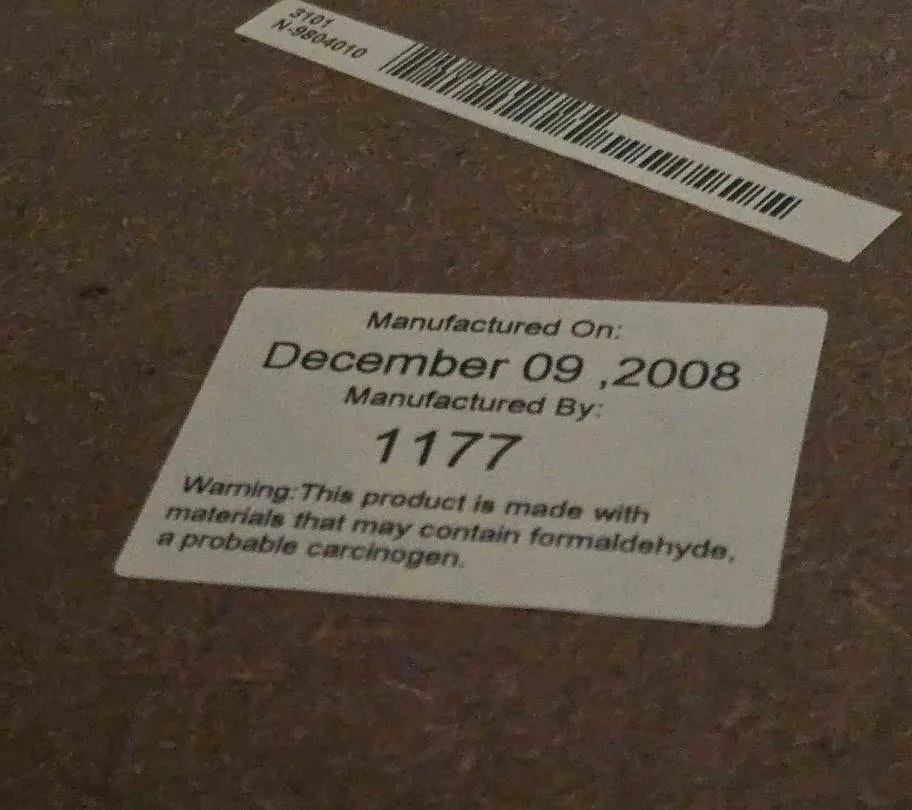 3101
N-9804010
Manufactured On:
December 09 ,2008
Manufactured By:
1177
Warning:This product is made with
materials that may contain formaldehyde,
a probable carcinogen.